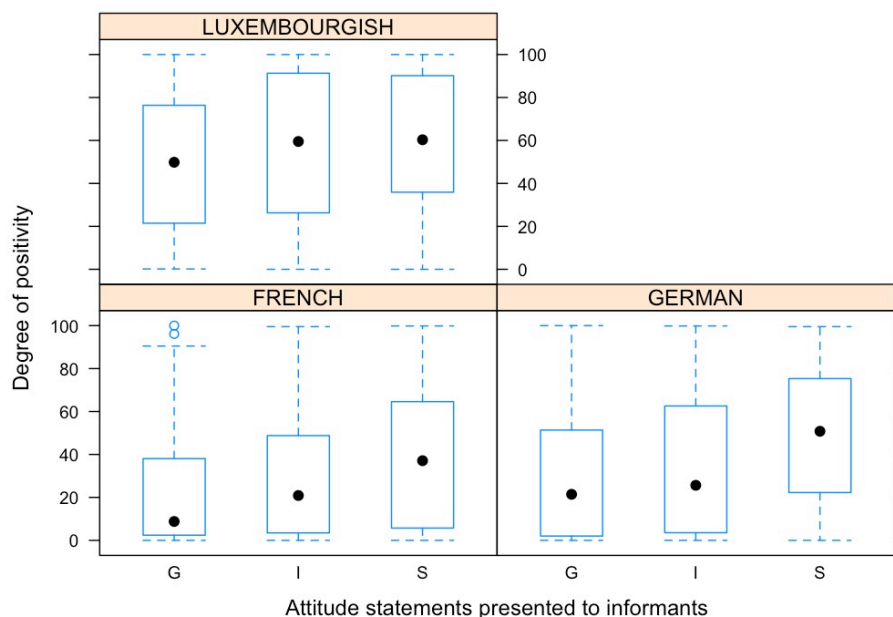 LUXEMBOURGISH
100
80
60
40
20
0
Degree of positivity
FRENCH
GERMAN
100
80
60
40
20
0
G I S G I S
Attitude statements presented to informants